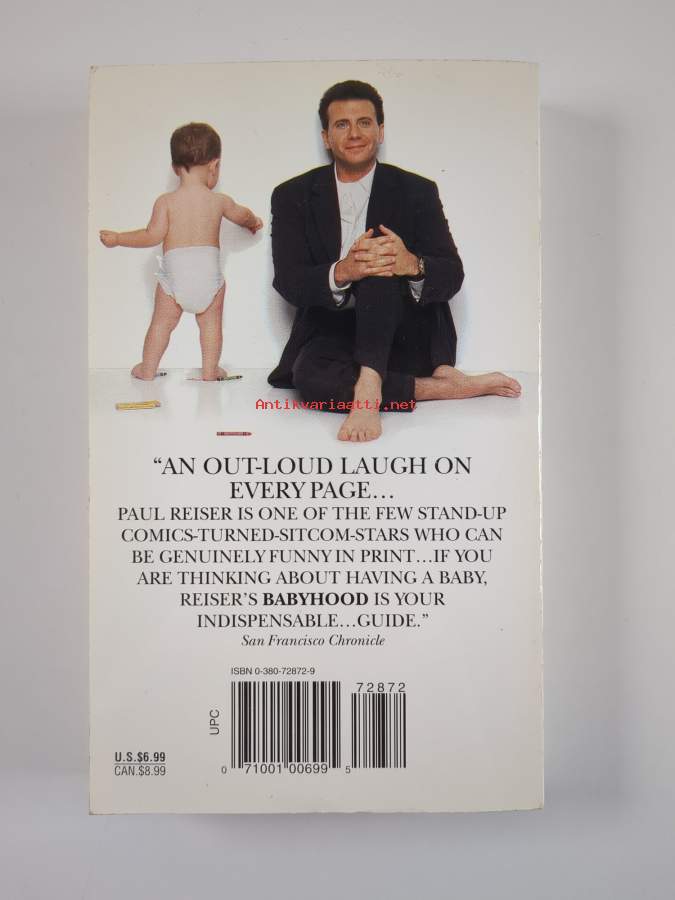 Antikvariaatti.net
“AN OUT-LOUD LAUGH ON
EVERY PAGE…
PAUL REISER IS ONE OF THE FEW STAND-UP
COMICS-TURNED-SITCOM-STARS WHO CAN
BE GENUINELY FUNNY IN PRINT…IF YOU
ARE THINKING ABOUT HAVING A BABY,
REISER’S BABYHOOD IS YOUR
INDISPENSABLE…GUIDE.”
San Francisco Chronicle
ISBN 0-380-72872-9
72872
UPC
0 71001 00699 5
U.S.$6.99
CAN.$8.99